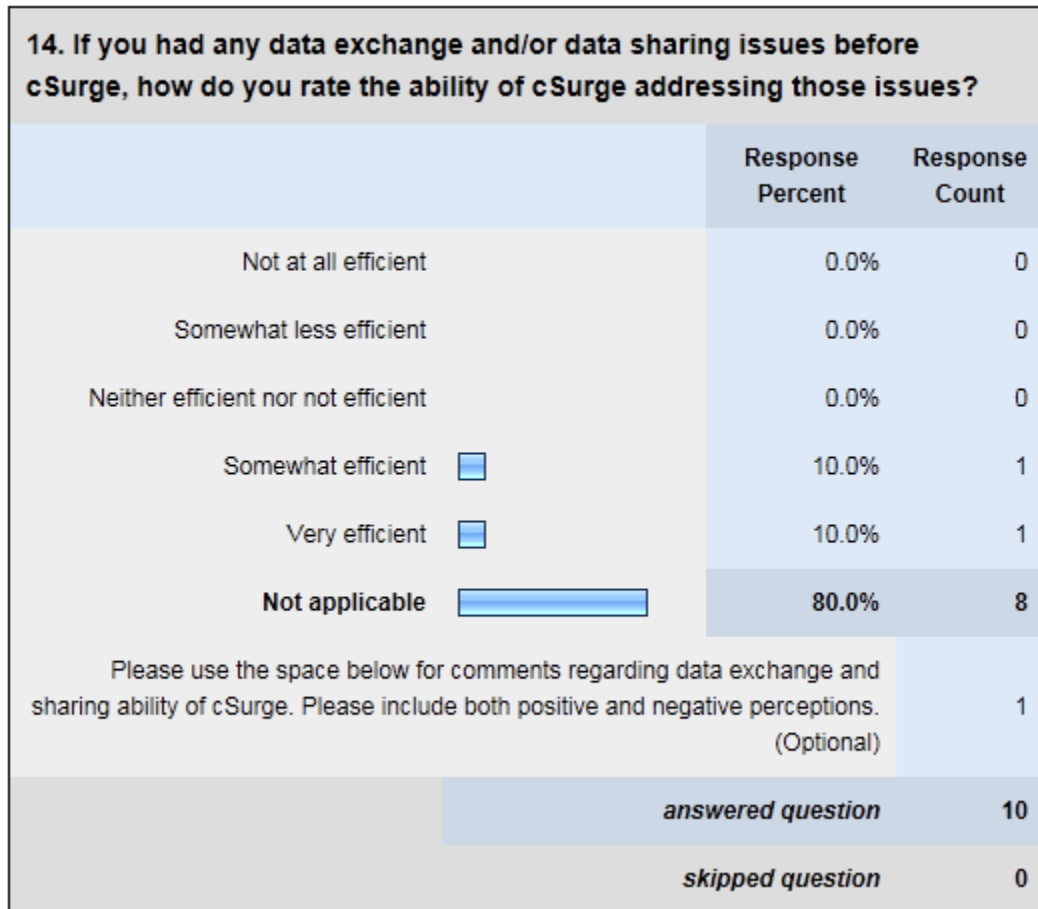 14. If you had any data exchange and/or data sharing issues before
cSurge, how do you rate the ability of cSurge addressing those issues?
Response Percent Response Count
Not at all efficient 0.0% 0
Somewhat less efficient 0.0% 0
Neither efficient nor not efficient 0.0% 0
Somewhat efficient 10.0% 1
Very efficient 10.0% 1
Not applicable 80.0% 8
Please use the space below for comments regarding data exchange and
sharing ability of cSurge. Please include both positive and negative perceptions. 1
(Optional)
answered question 10
skipped question 0